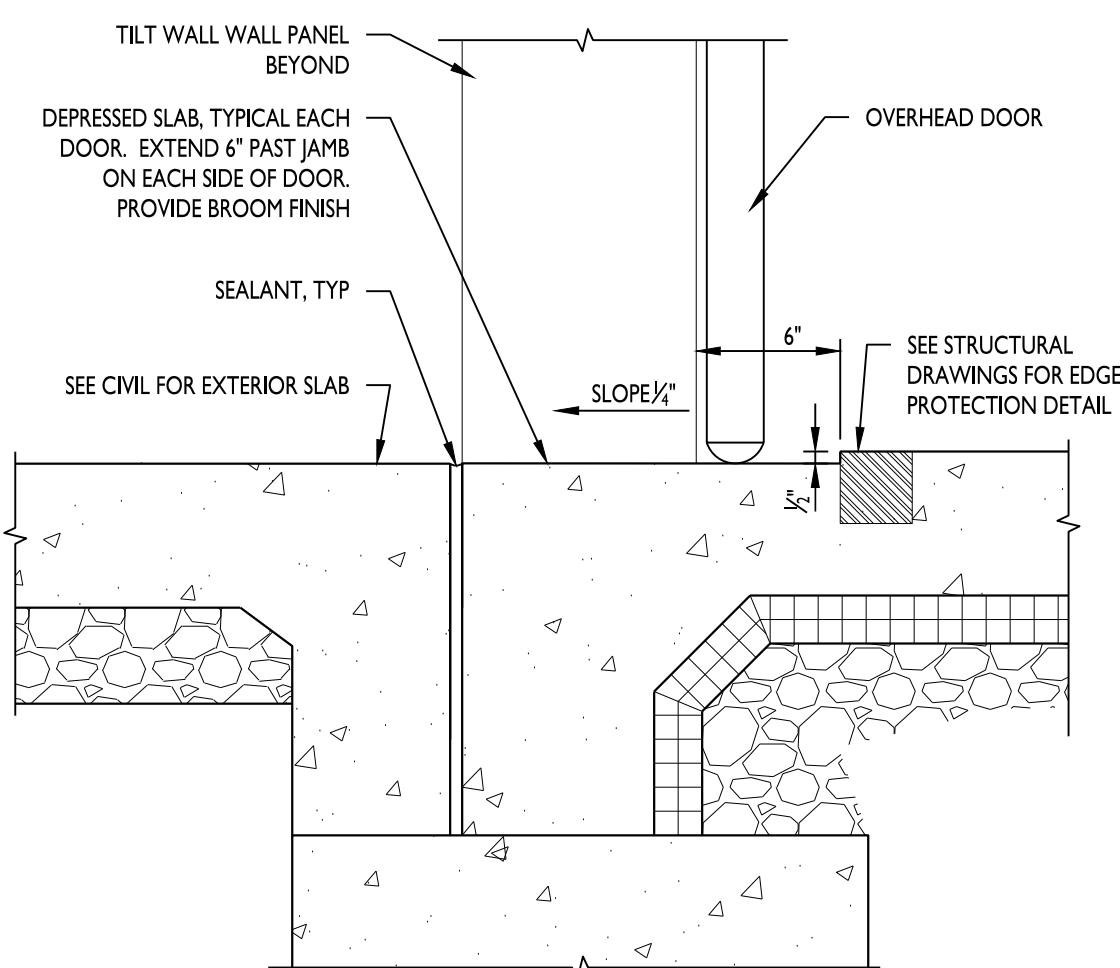 TILT WALL WALL PANEL
BEYOND
DEPRESSED SLAB, TYPICAL EACH
DOOR. EXTEND 6" PAST JAMB
ON EACH SIDE OF DOOR.
PROVIDE BROOM FINISH
SEALANT, TYP
SEE CIVIL FOR EXTERIOR SLAB
OVERHEAD DOOR
6"
SEE STRUCTURAL
DRAWINGS FOR EDGE
PROTECTION DETAIL
SLOPE 1/4"
1/2"